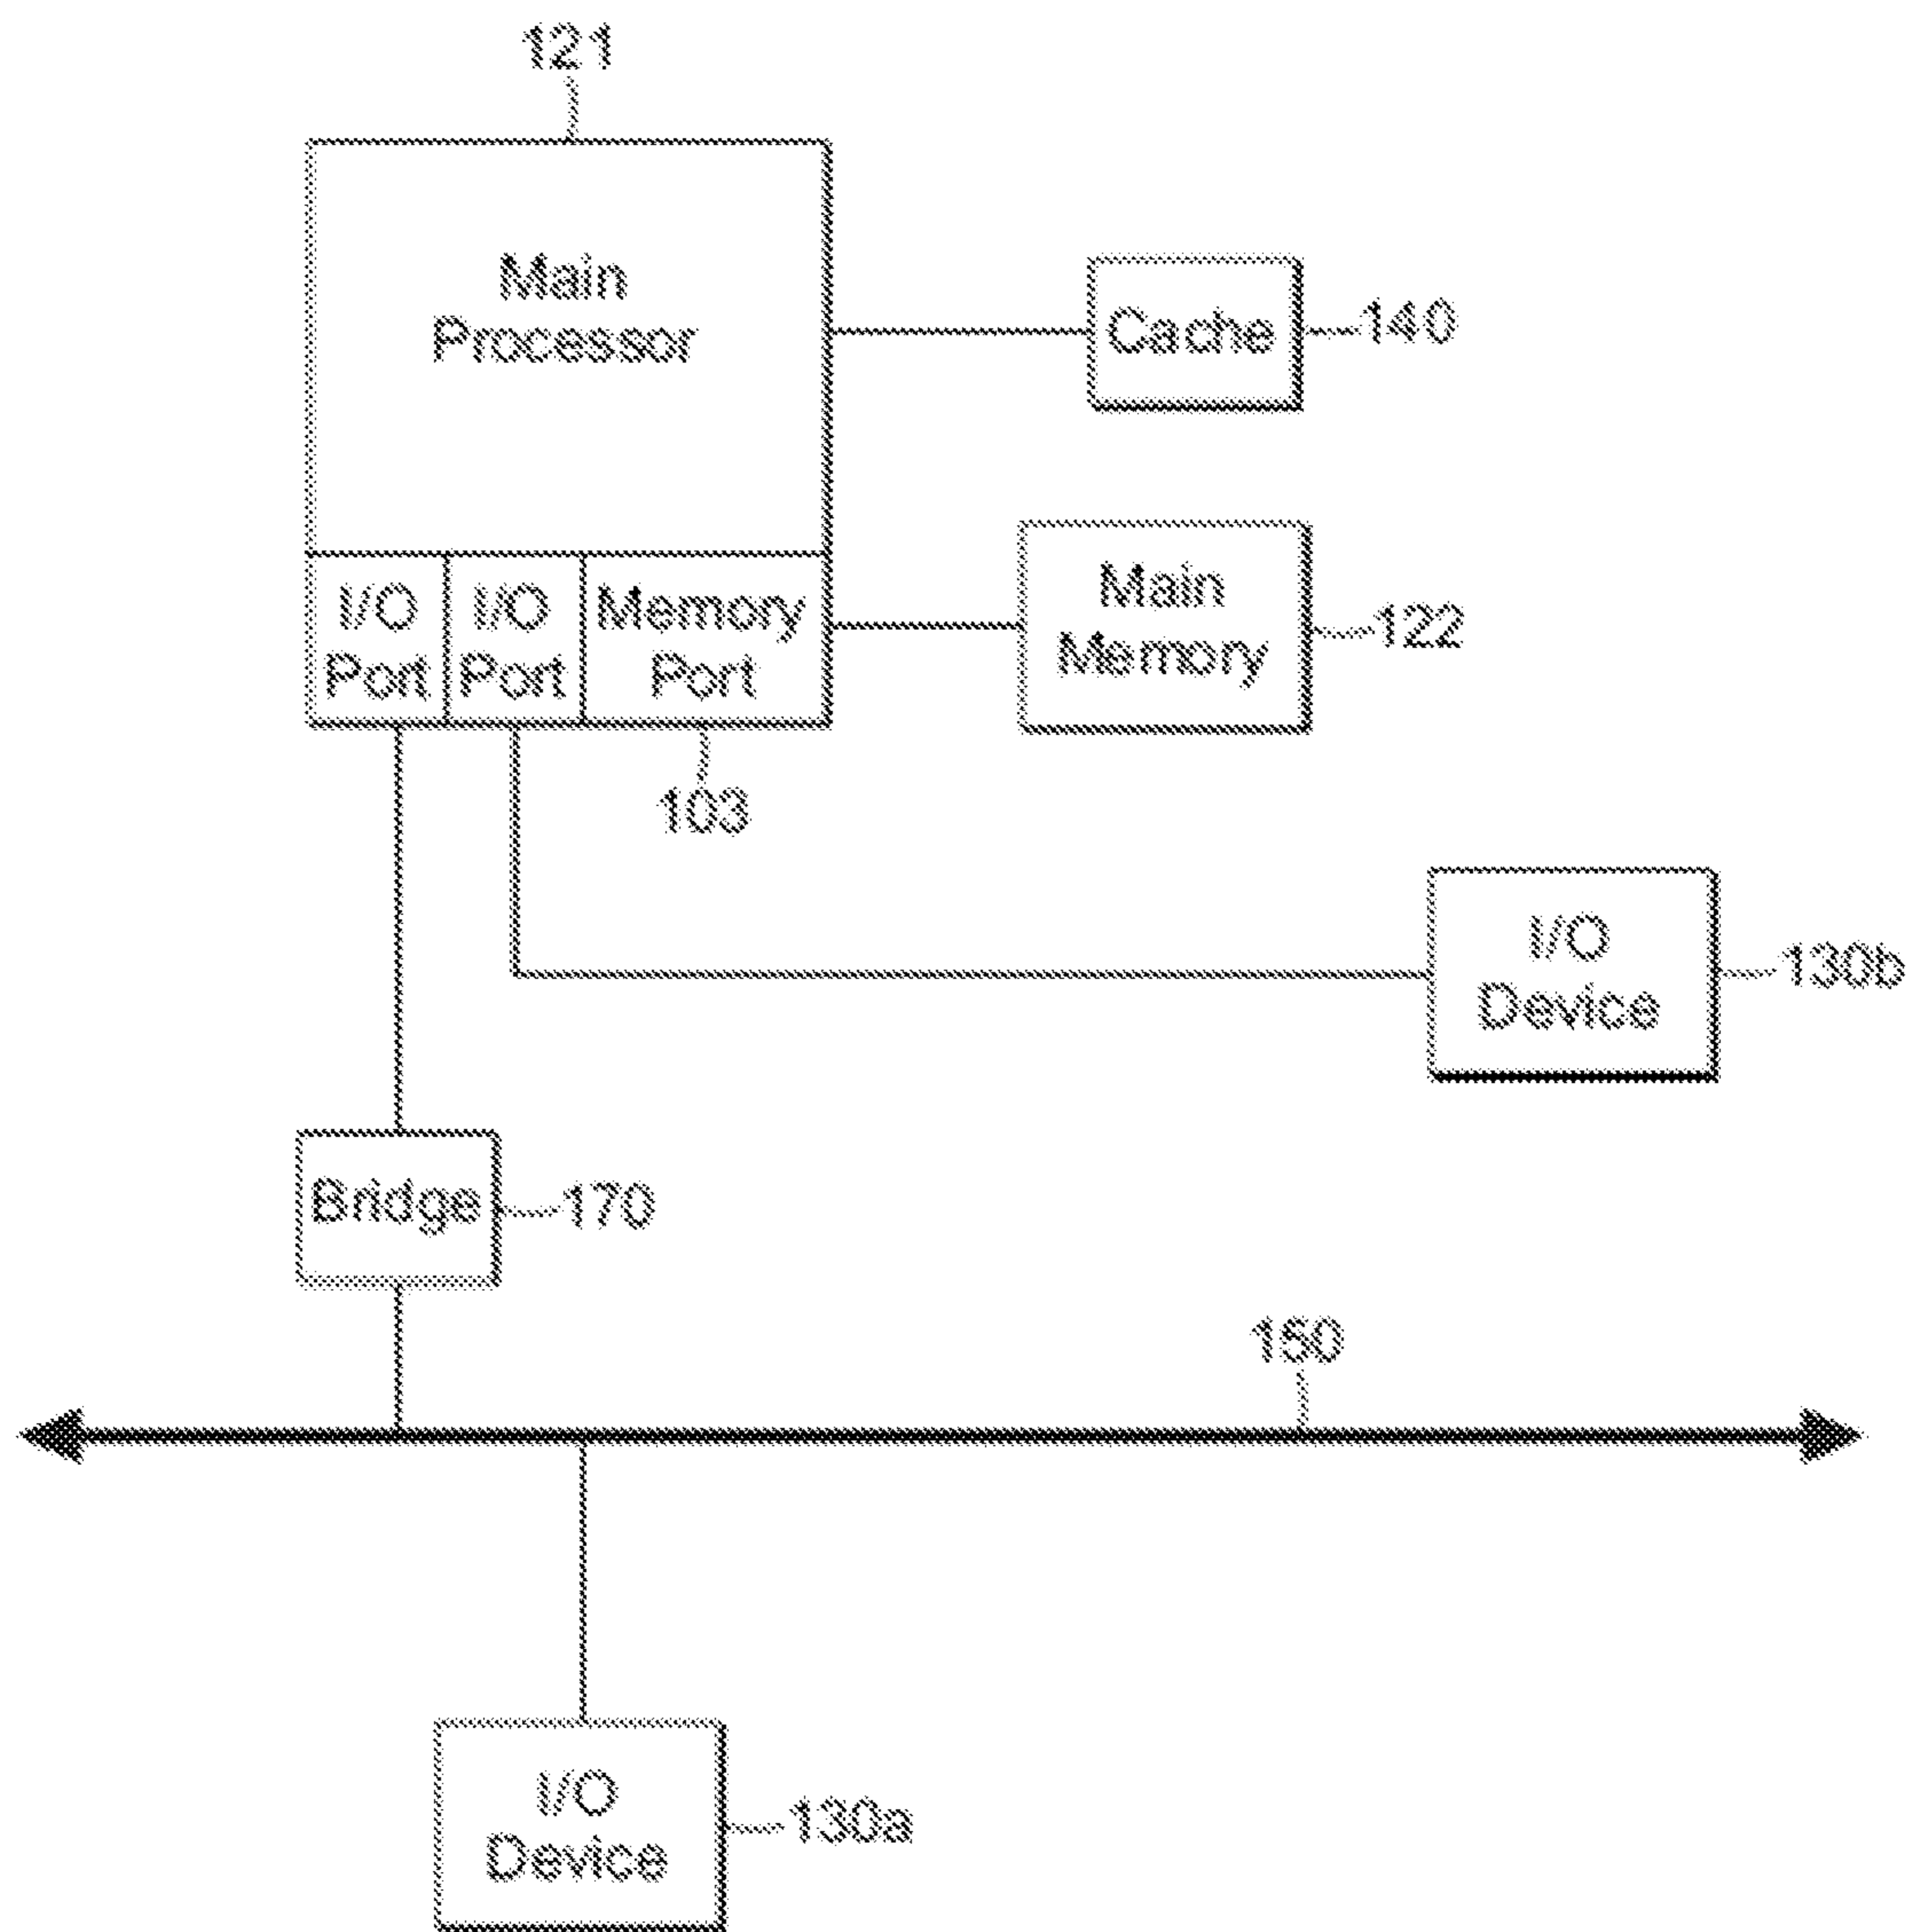 121
Main
Processor
Cache
140
I/O
Port
I/O
Port
Memory
Port
Main
Memory
122
103
I/O
Device
130b
Bridge
170
150
I/O
Device
130a